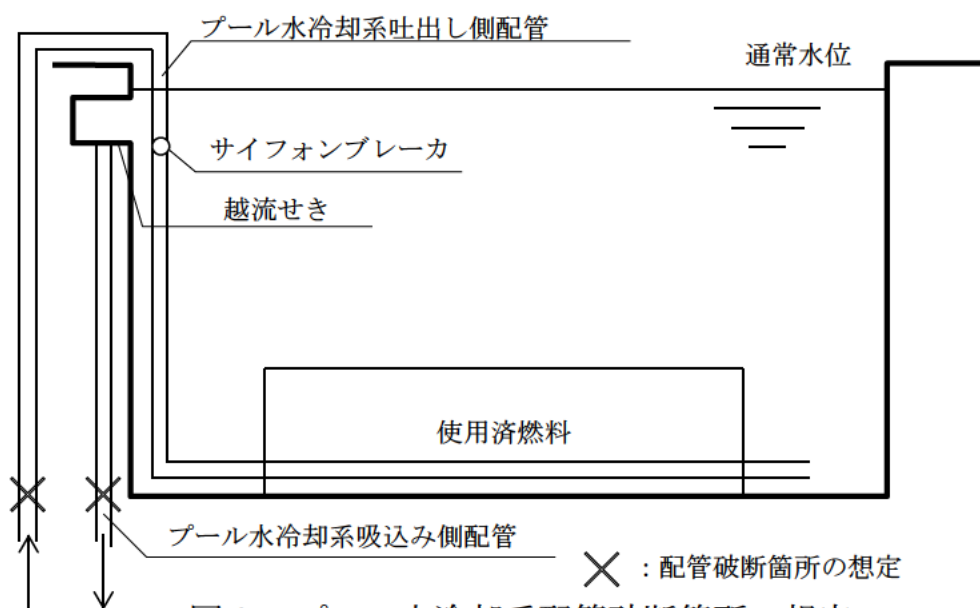 プール水冷却系吐出し側配管
通常水位
サイフォンブレーカ
越流せき
使用済燃料
プール水冷却系吸込み側配管
：配管破断箇所の想定